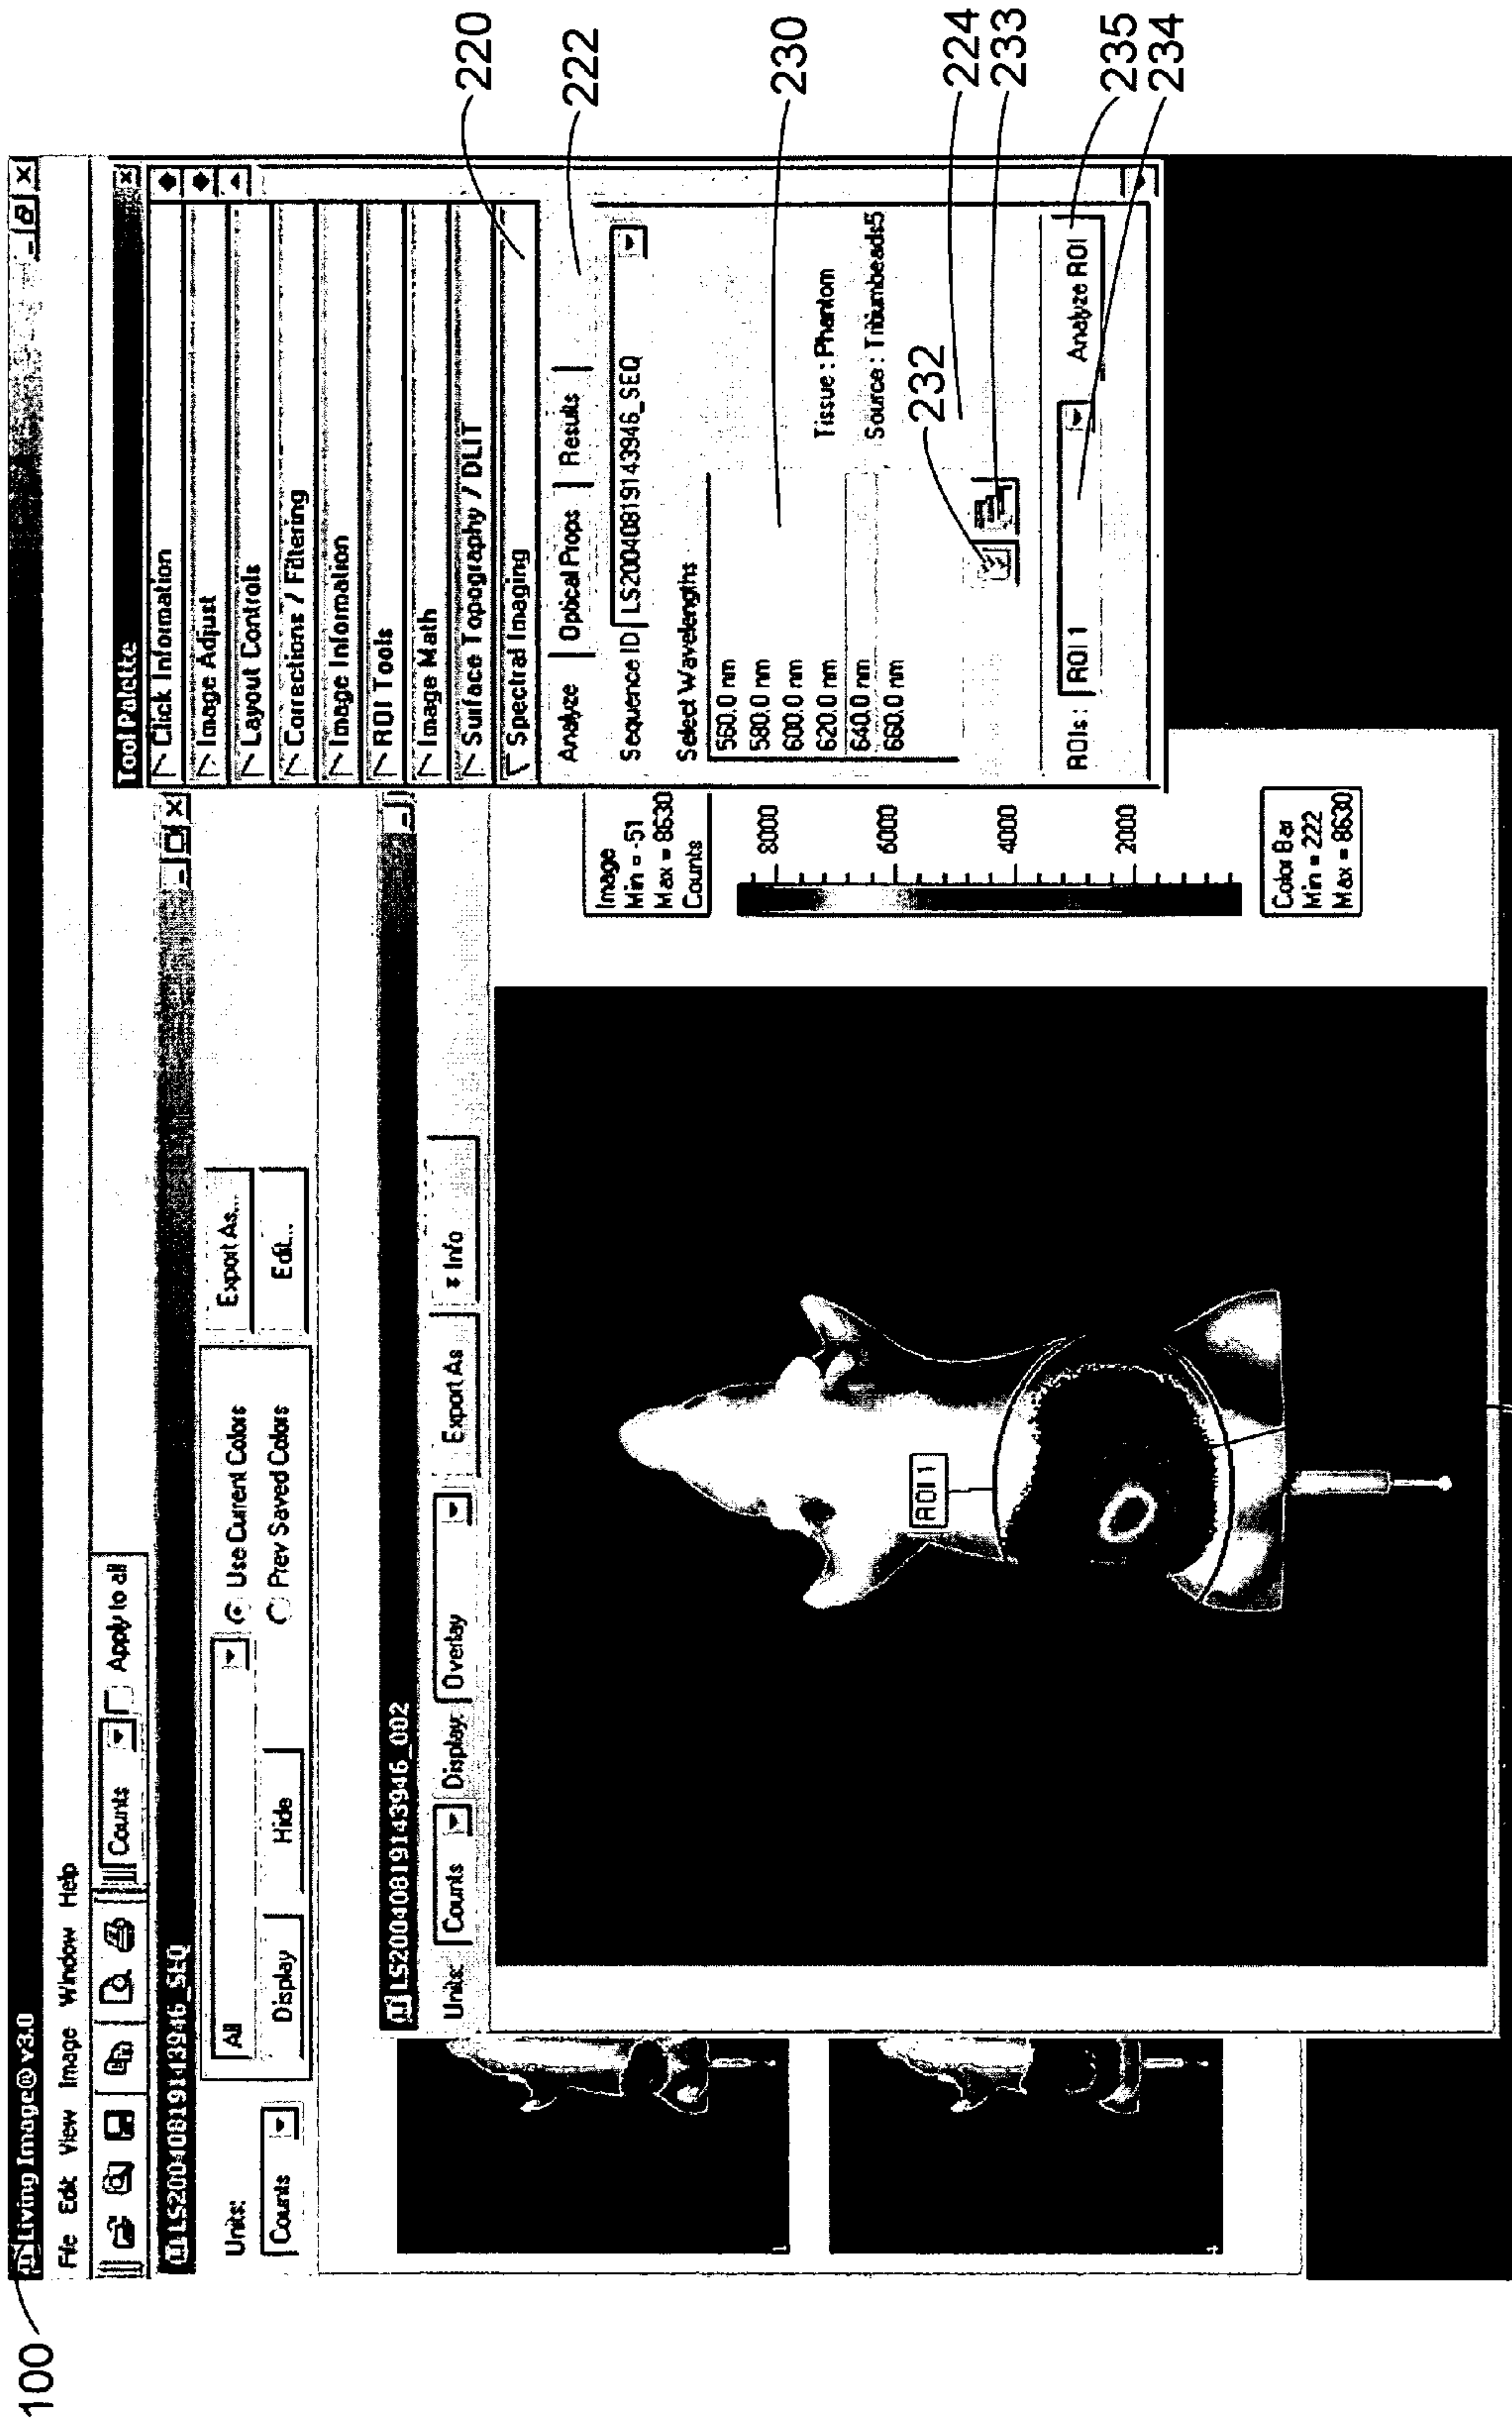 100
Living Image® v3.0
File Edit View Image Window Help
Counts
Apply to all
LS20040819143946_SEQ
Units:
Counts
All
Display
Hide
Use Current Colors
Prev Saved Colors
Export As...
Edit...
LS20040819143946_002
Units:
Counts
Display:
Overlay
Export As
Info
ROI 1
1
4
Image
Min = -51
Max = 8630
Counts
8000
6000
4000
2000
Color Bar
Min = 222
Max = 8630
Tool Palette
Click Information
Image Adjust
Layout Controls
Corrections / Filtering
Image Information
ROI Tools
Image Math
Surface Topography / DLIT
Spectral Imaging
Analyze
Optical Props
Results
Sequence ID
LS20040819143946_SEQ
Select Wavelengths
560.0 nm
580.0 nm
600.0 nm
620.0 nm
640.0 nm
660.0 nm
Tissue : Phantom
Source : Tritiumbeads5
ROIs :
ROI 1
Analyze ROI
220
222
230
232
224
233
235
234